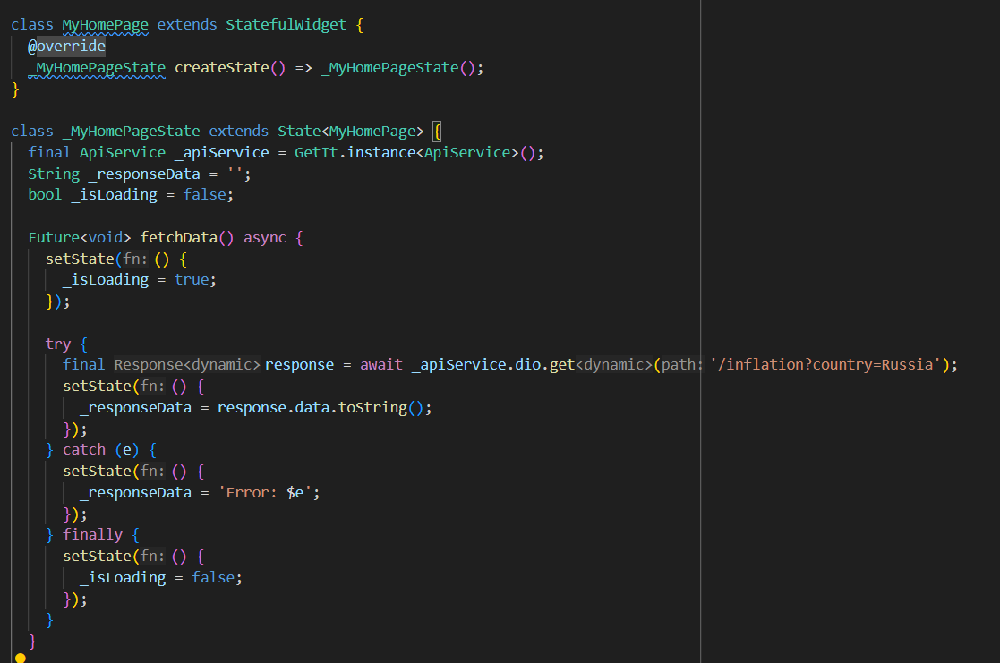 class MyHomePage extends StatefulWidget {
  @override
  _MyHomePageState createState() => _MyHomePageState();
}

class _MyHomePageState extends State<MyHomePage> {
  final ApiService _apiService = GetIt.instance<ApiService>();
  String _responseData = '';
  bool _isLoading = false;

  Future<void> fetchData() async {
    setState(fn: () {
      _isLoading = true;
    });

    try {
      final Response<dynamic> response = await _apiService.dio.get<dynamic>(path: '/inflation?country=Russia');
      setState(fn: () {
        _responseData = response.data.toString();
      });
    } catch (e) {
      setState(fn: () {
        _responseData = 'Error: $e';
      });
    } finally {
      setState(fn: () {
        _isLoading = false;
      });
    }
  }